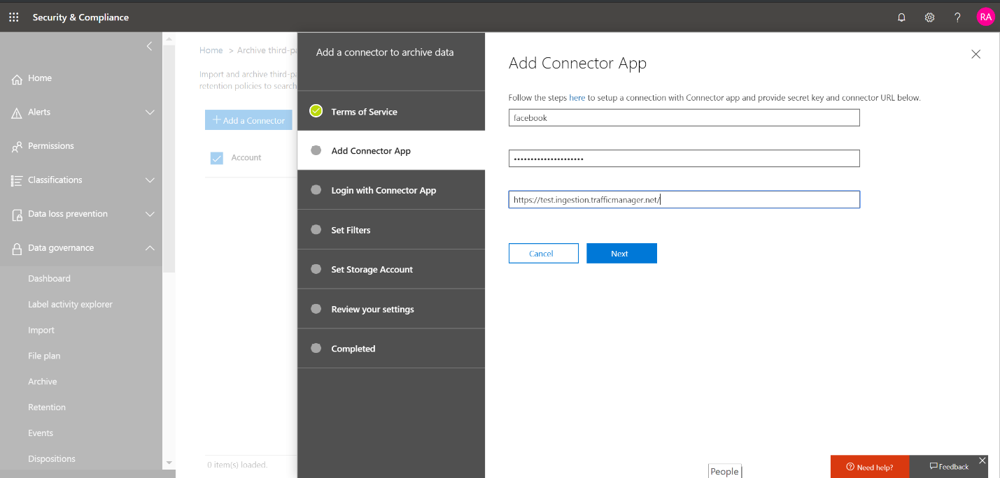 Security & Compliance
RA
Home
Alerts
Permissions
Classifications
Data loss prevention
Data governance
Dashboard
Label activity explorer
Import
File plan
Archive
Retention
Events
Dispositions
Home > Archive third-pa
Import and archive third-pa
retention policies to search
+ Add a Connector
Account
0 item(s) loaded.
Add a connector to archive data
Terms of Service
Add Connector App
Login with Connector App
Set Filters
Set Storage Account
Review your settings
Completed
Add Connector App
Follow the steps here to setup a connection with Connector app and provide secret key and connector URL below.
facebook
•••••••••••••••••••••
https://test.ingestion.trafficmanager.net/
Cancel
Next
People
Need help?
Feedback